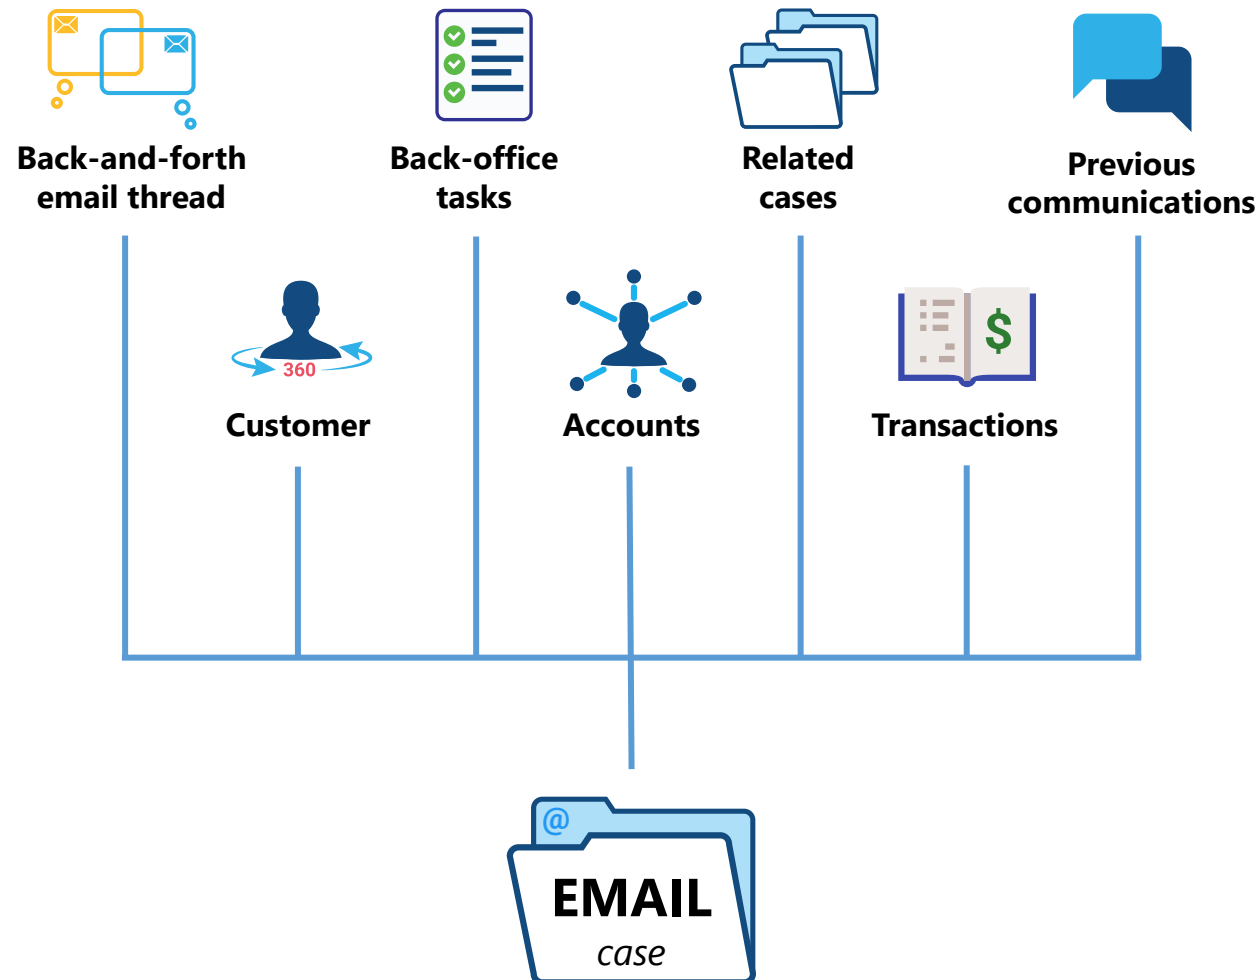 Back-and-forth
email thread
Back-office
tasks
Related
cases
Previous
communications
360
$
Customer
Accounts
Transactions
@
EMAIL
case